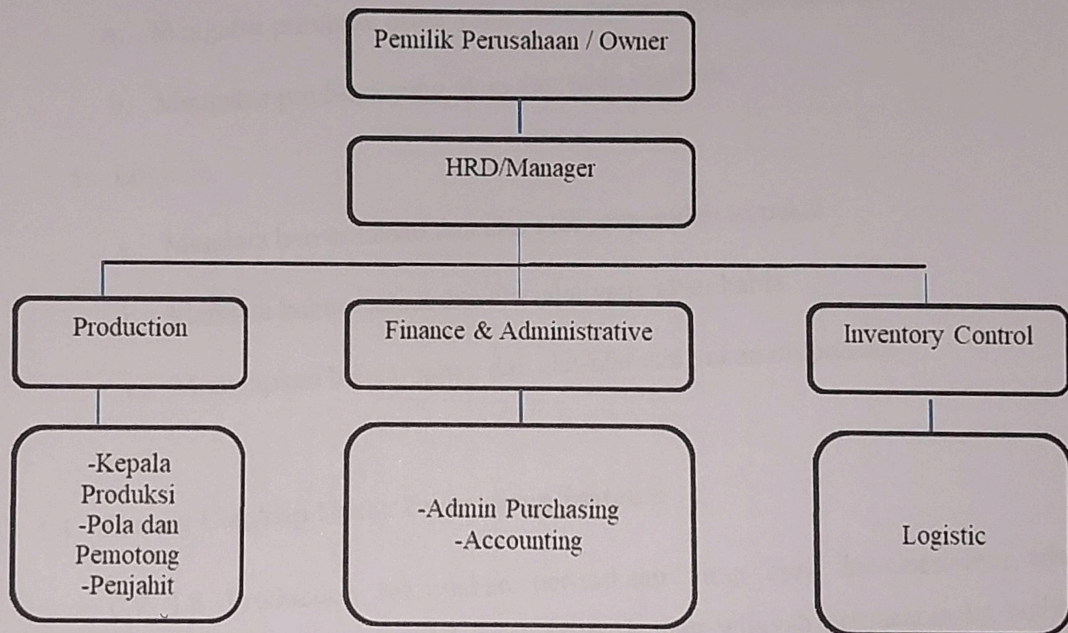 Pemilik Perusahaan / Owner
HRD/Manager
Production
Finance & Administrative
Inventory Control
-Kepala
Produksi
-Pola dan
Pemotong
-Penjahit
-Admin Purchasing
-Accounting
Logistic